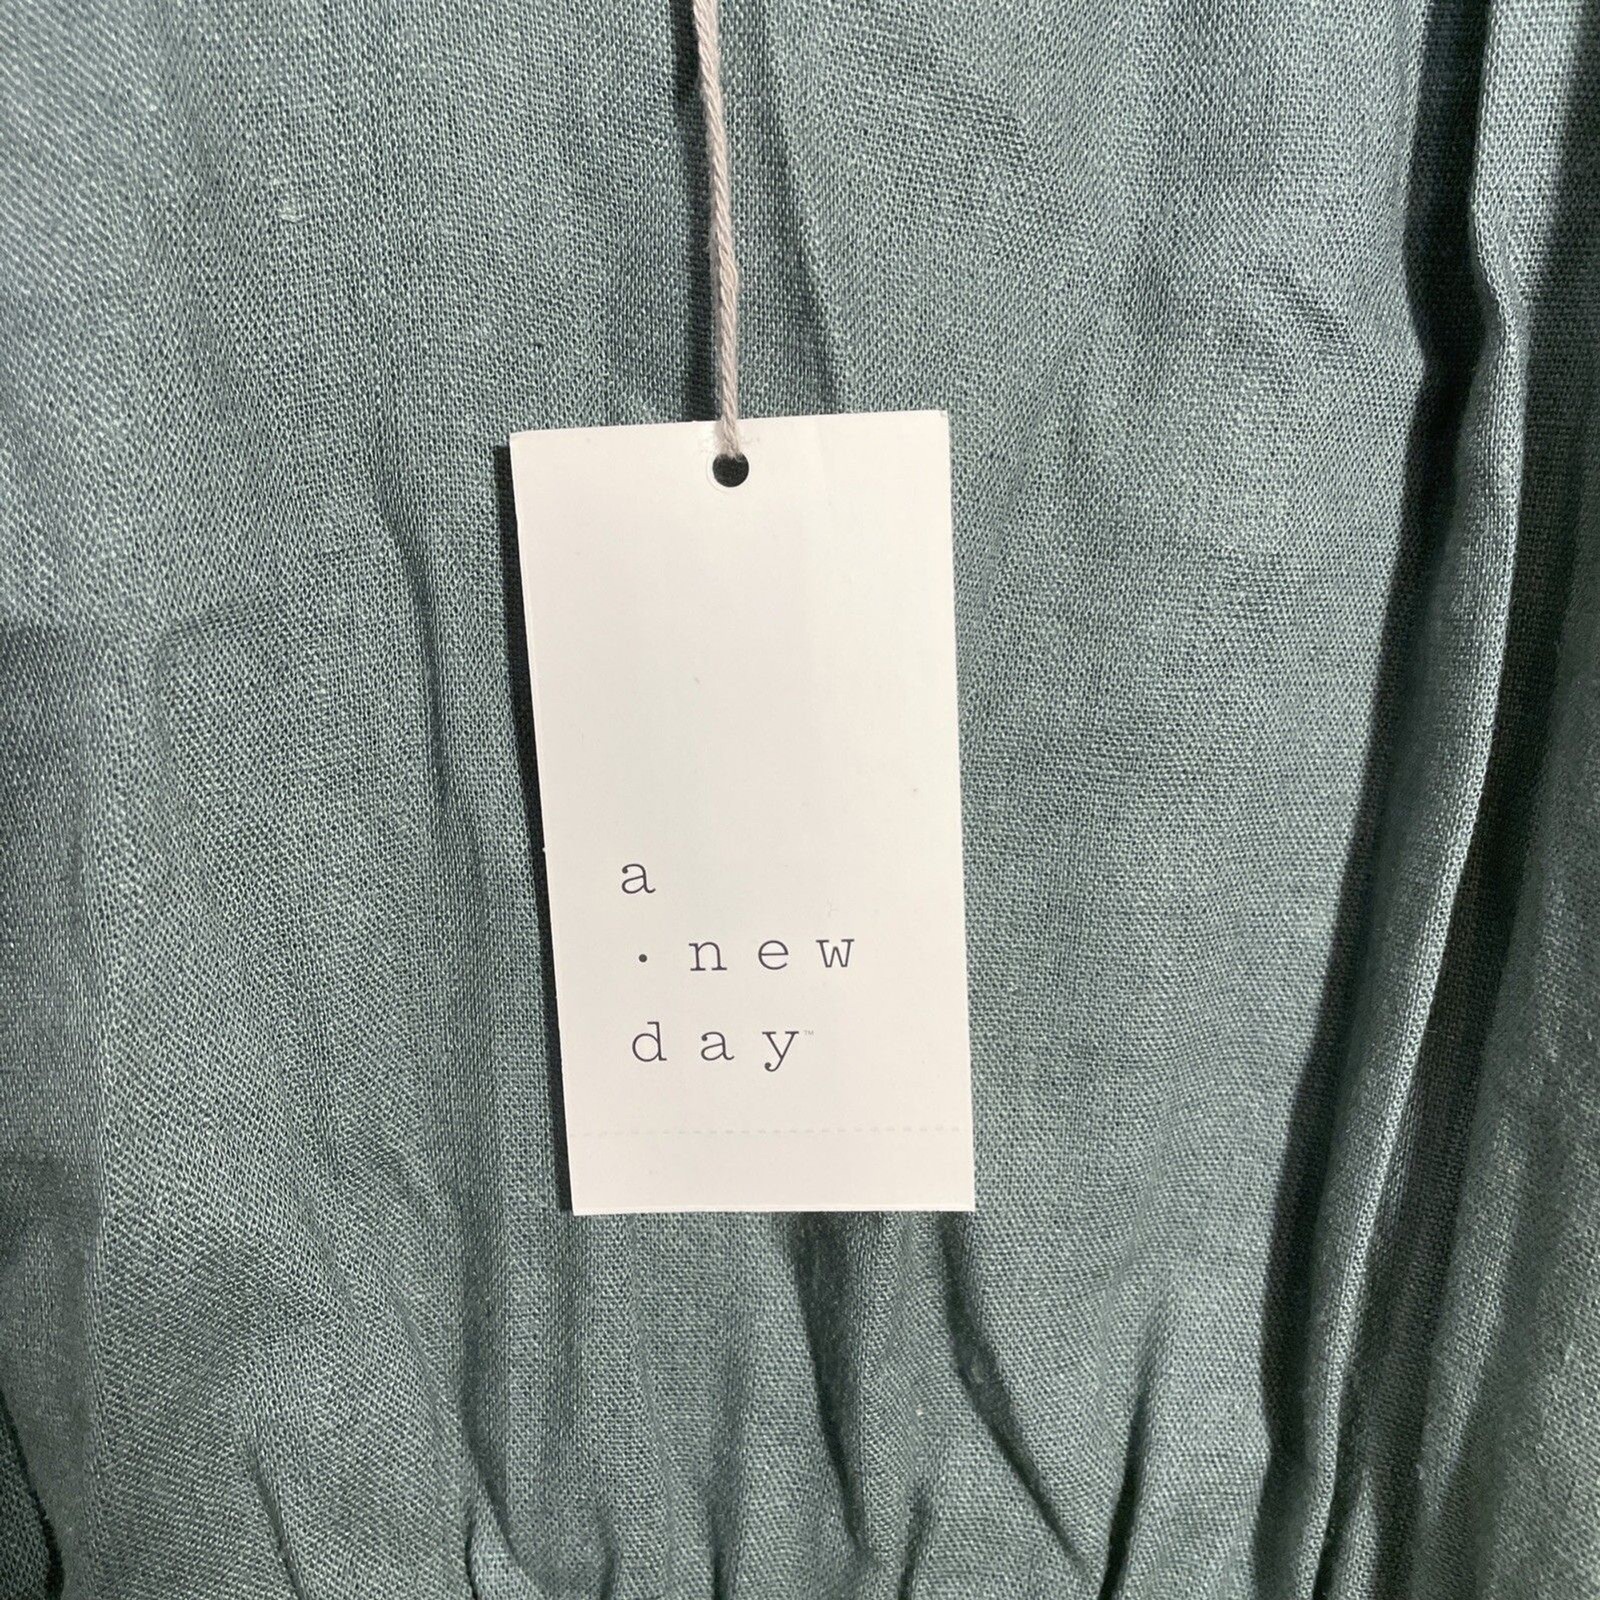 a
· new
day™